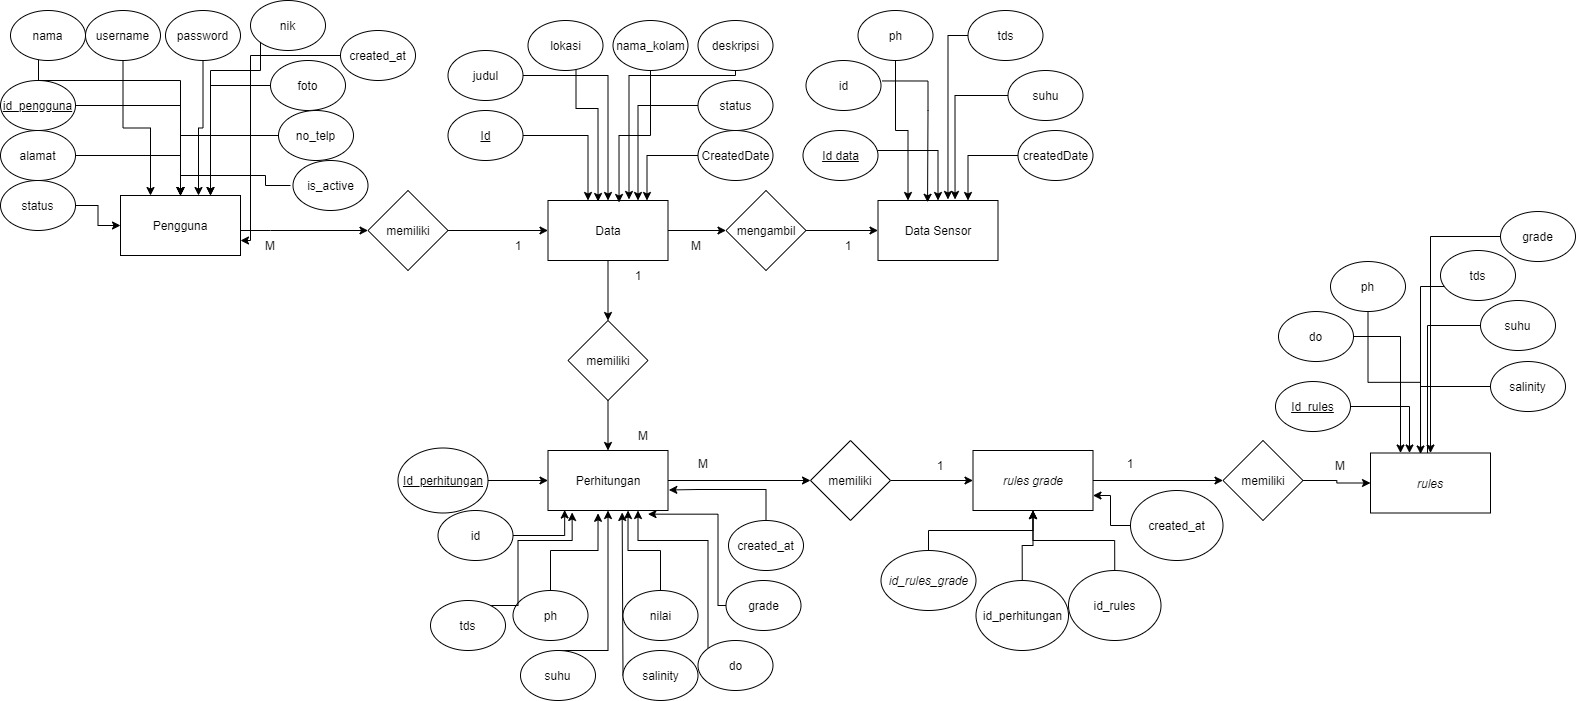 nama
username
password
nik
created_at
id_pengguna
foto
no_telp
alamat
is_active
status
Pengguna
M
memiliki
1
judul
lokasi
nama_kolam
deskripsi
Id
status
CreatedDate
Data
M
mengambil
1
ph
tds
id
suhu
Id data
createdDate
Data Sensor
1
memiliki
M
Id_perhitungan
Perhitungan
id
tds
ph
suhu
nilai
salinity
do
grade
created_at
M
memiliki
1
rules grade
id_rules_grade
id_perhitungan
id_rules
created_at
1
memiliki
M
grade
tds
ph
suhu
do
salinity
Id_rules
rules